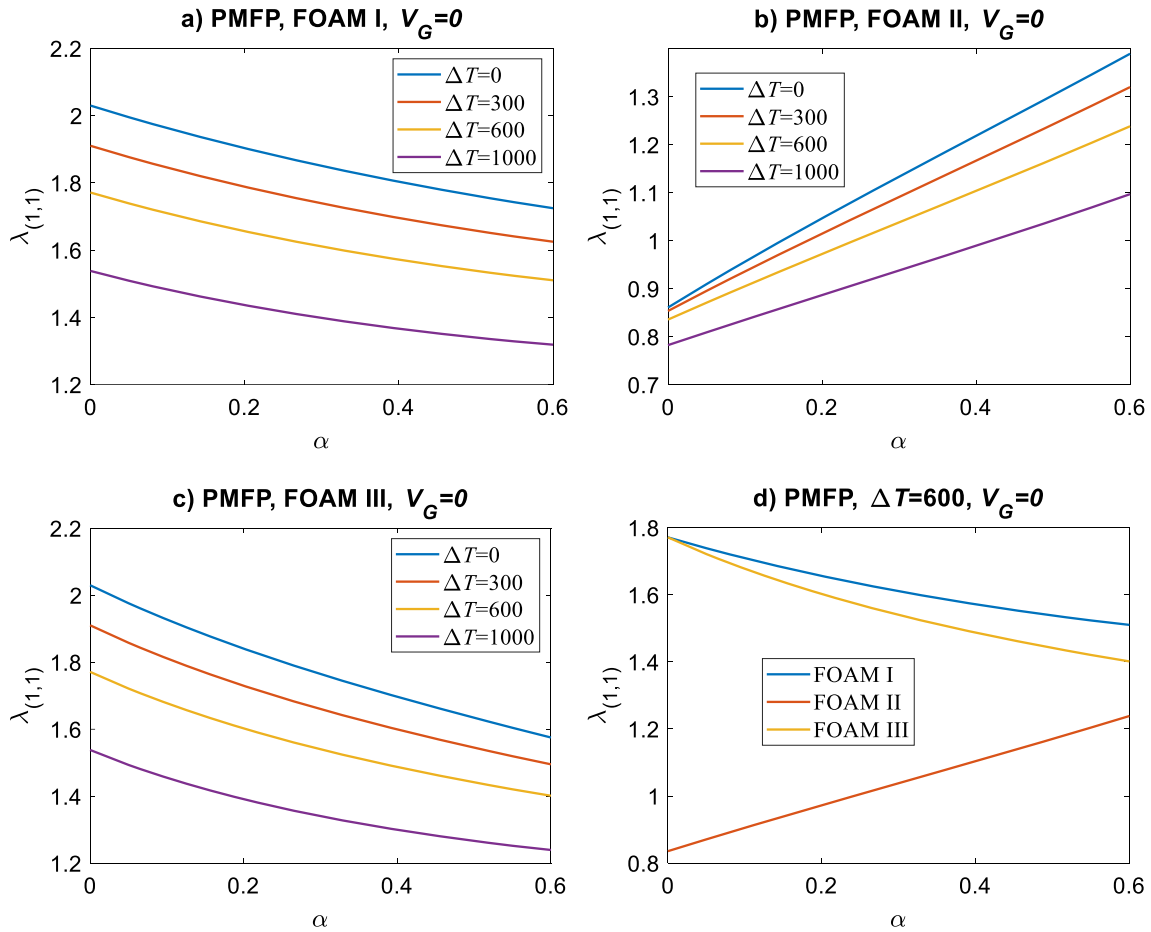 a) PMFP, FOAM I, V_G=0
2.2
2
1.8
1.6
1.4
1.2
λ(1,1)
0
0.2
0.4
0.6
α
ΔT=0
ΔT=300
ΔT=600
ΔT=1000
b) PMFP, FOAM II, V_G=0
1.3
1.2
1.1
1
0.9
0.8
0.7
λ(1,1)
0
0.2
0.4
0.6
α
ΔT=0
ΔT=300
ΔT=600
ΔT=1000
c) PMFP, FOAM III, V_G=0
2.2
2
1.8
1.6
1.4
1.2
λ(1,1)
0
0.2
0.4
0.6
α
ΔT=0
ΔT=300
ΔT=600
ΔT=1000
d) PMFP, ΔT=600, V_G=0
1.8
1.6
1.4
1.2
1
0.8
λ(1,1)
0
0.2
0.4
0.6
α
FOAM I
FOAM II
FOAM III